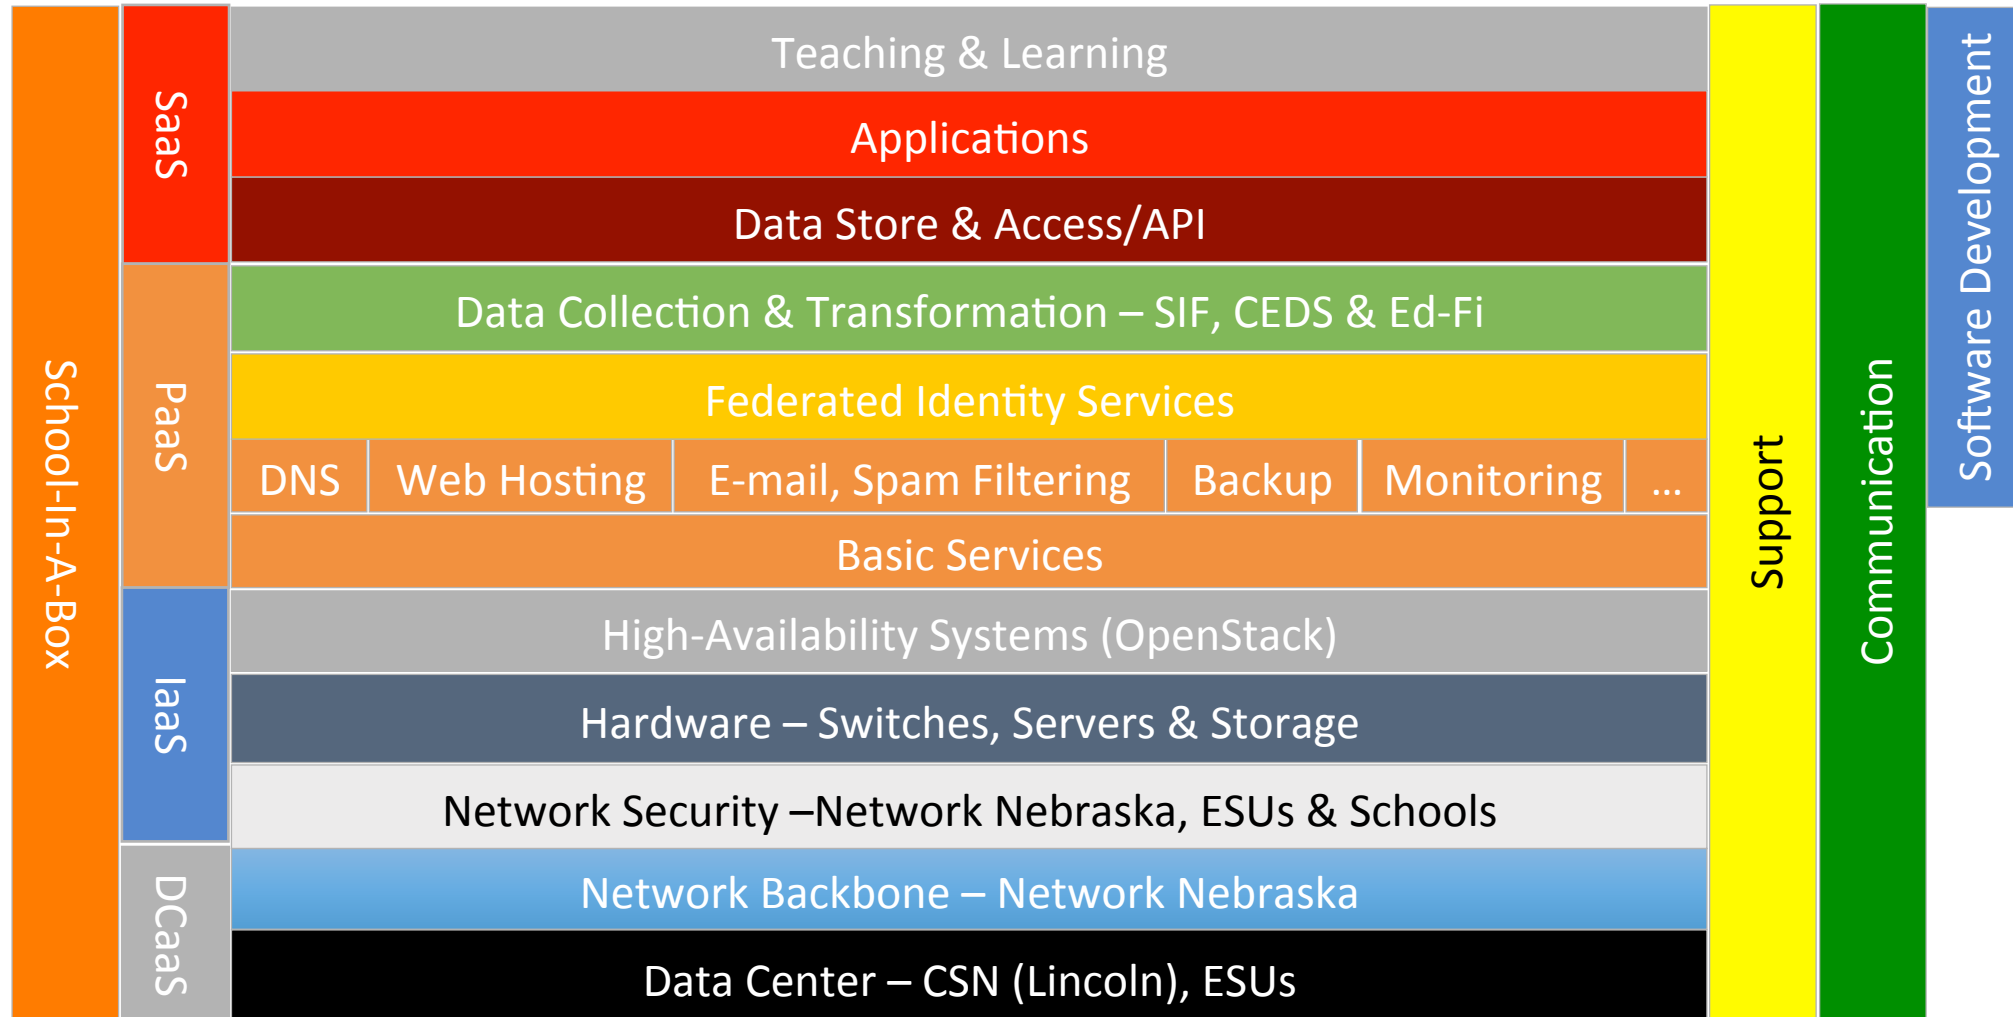 School-In-A-Box
SaaS
PaaS
IaaS
DCaaS
Teaching & Learning
Applications
Data Store & Access/API
Data Collection & Transformation – SIF, CEDS & Ed-Fi
Federated Identity Services
DNS
Web Hosting
E-mail, Spam Filtering
Backup
Monitoring
...
Basic Services
High-Availability Systems (OpenStack)
Hardware – Switches, Servers & Storage
Network Security –Network Nebraska, ESUs & Schools
Network Backbone – Network Nebraska
Data Center – CSN (Lincoln), ESUs
Support
Communication
Software Development